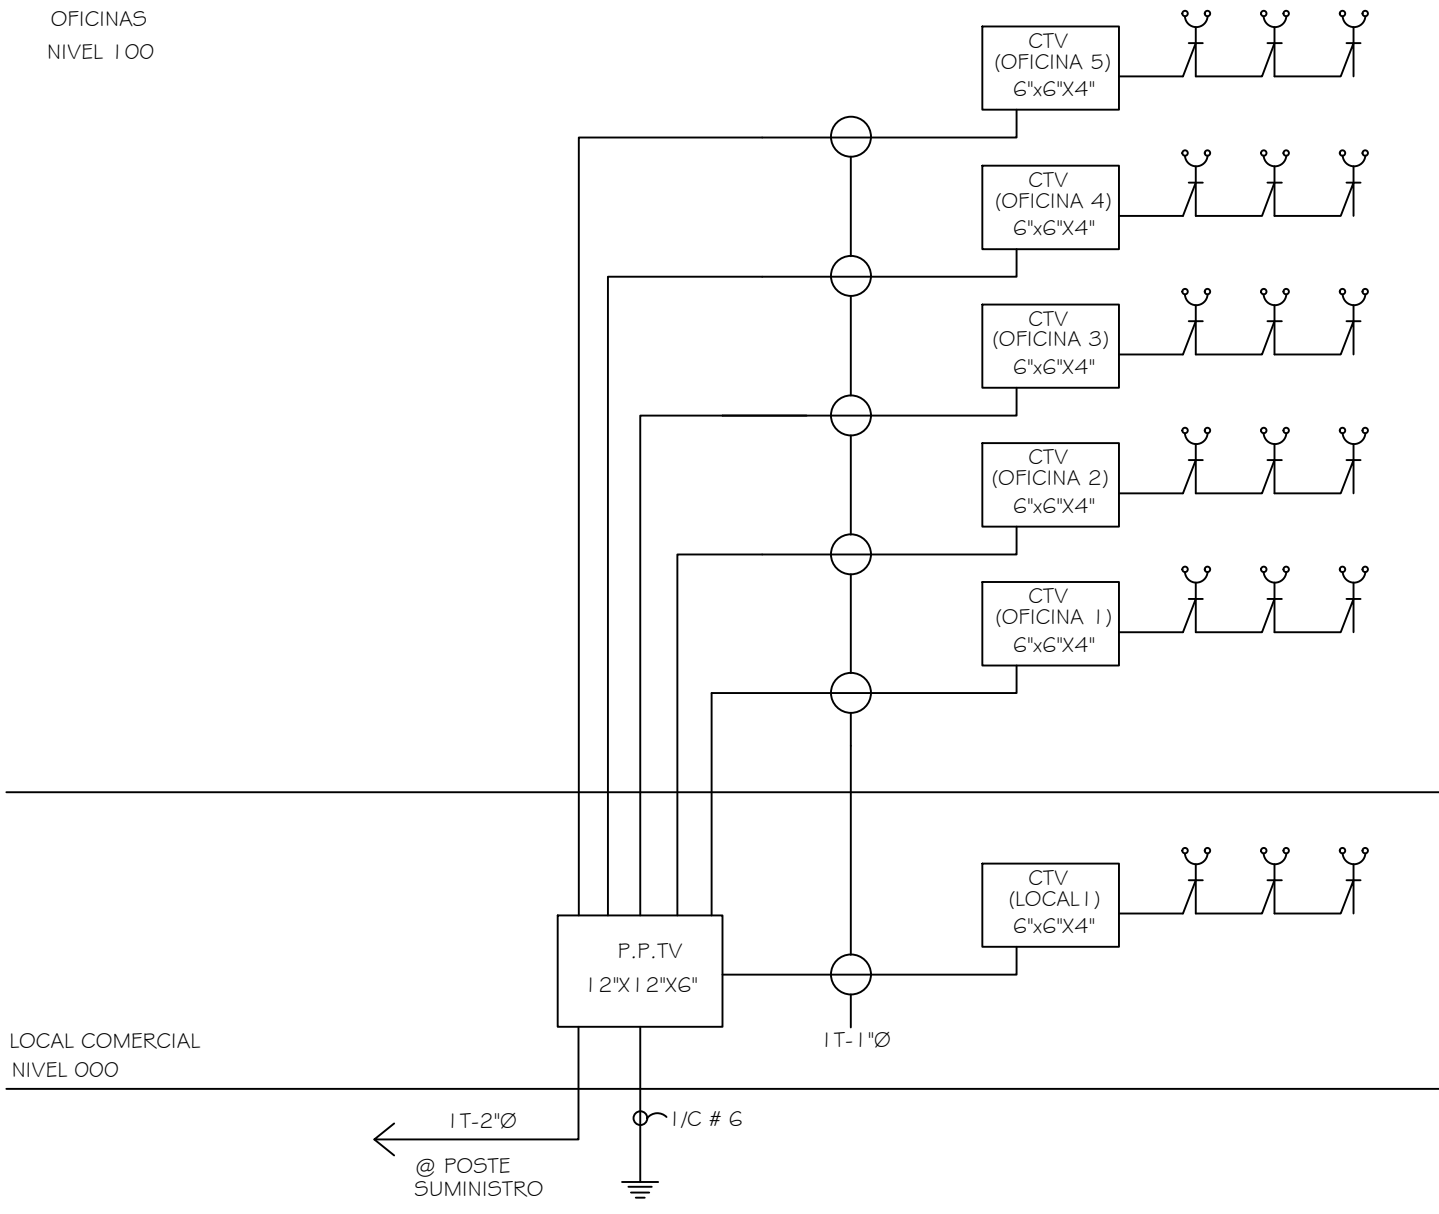 OFICINAS
NIVEL 100
CTV
(OFICINA 5)
6"x6"X4"
CTV
(OFICINA 4)
6"x6"X4"
CTV
(OFICINA 3)
6"x6"X4"
CTV
(OFICINA 2)
6"x6"X4"
CTV
(OFICINA 1)
6"x6"X4"
CTV
(LOCAL1)
6"x6"X4"
P.P.TV
12"X12"X6"
1T-1"Ø
LOCAL COMERCIAL
NIVEL 000
1T-2"Ø
1/C # 6
@ POSTE
SUMINISTRO